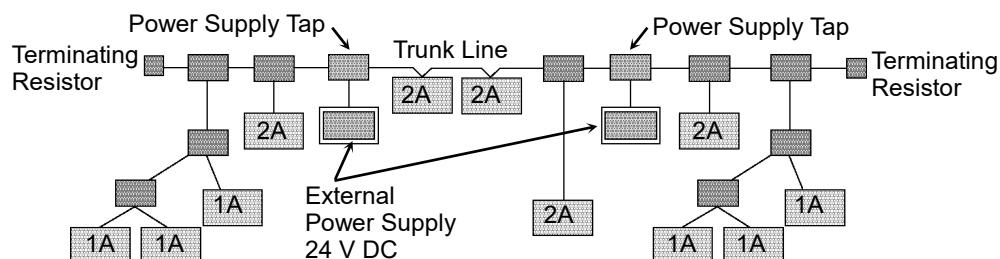 Power Supply Tap
Power Supply Tap
Terminating
Resistor
Trunk Line
Terminating
Resistor
2A
2A
2A
2A
External
Power Supply
24 V DC
1A
2A
1A
1A
1A
1A
1A